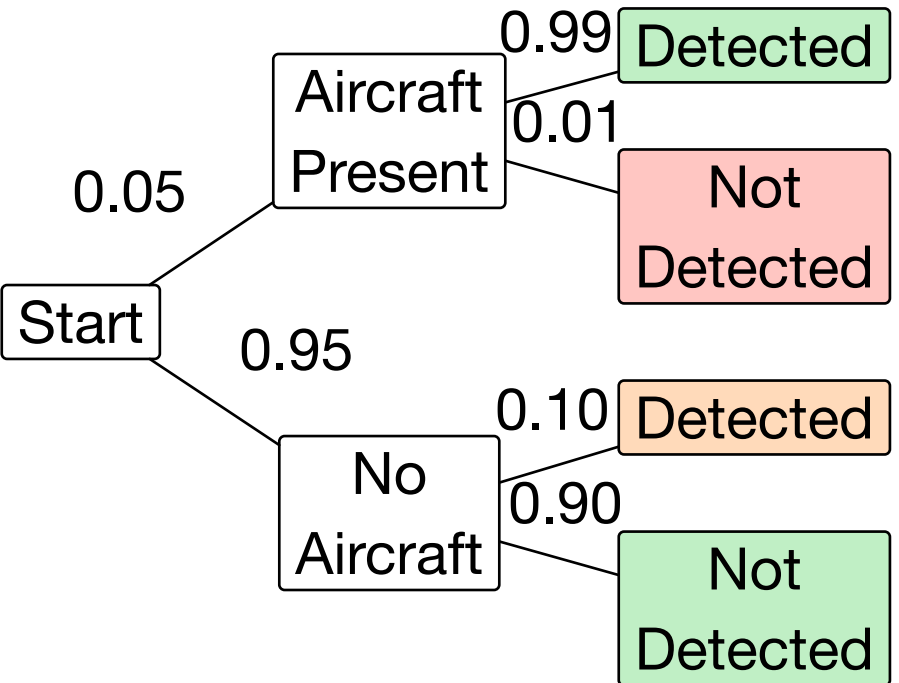 0.99
Detected
Aircraft
Present
0.01
Not
Detected
0.05
Start
0.95
0.10
Detected
No
Aircraft
0.90
Not
Detected